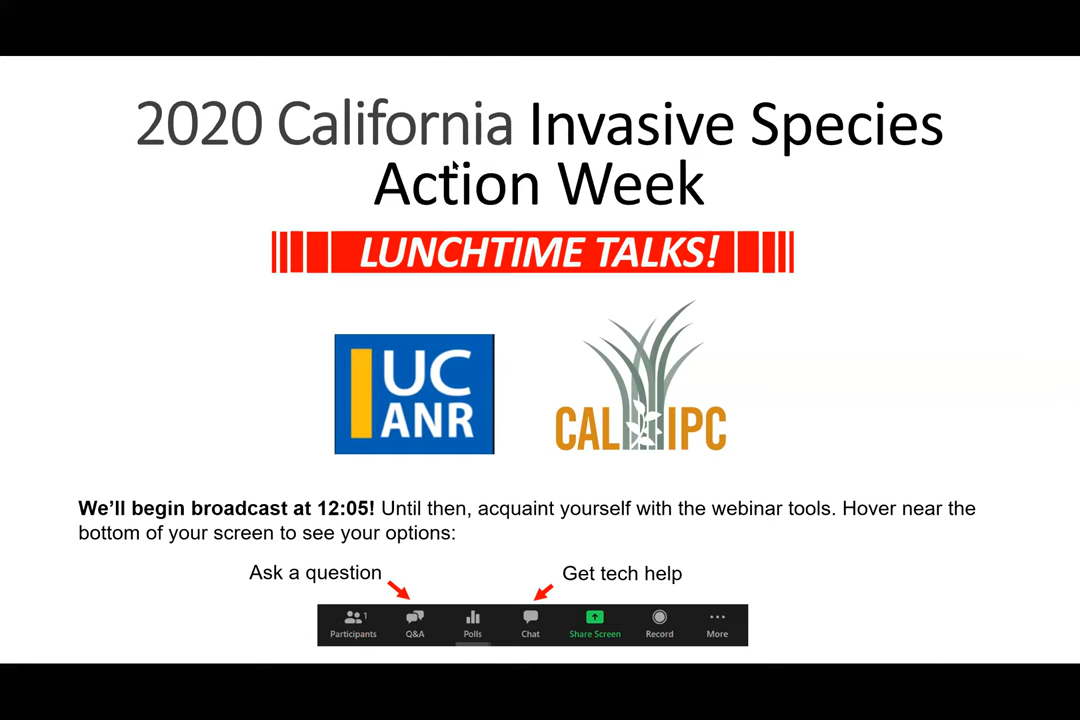 2020 California Invasive Species
Action Week
LUNCHTIME TALKS!
UC
ANR
CAL IPC
We'll begin broadcast at 12:05! Until then, acquaint yourself with the webinar tools. Hover near the
bottom of your screen to see your options:
Ask a question
Get tech help
1
Participants
Q&A
Polls
Chat
Share Screen
Record
More